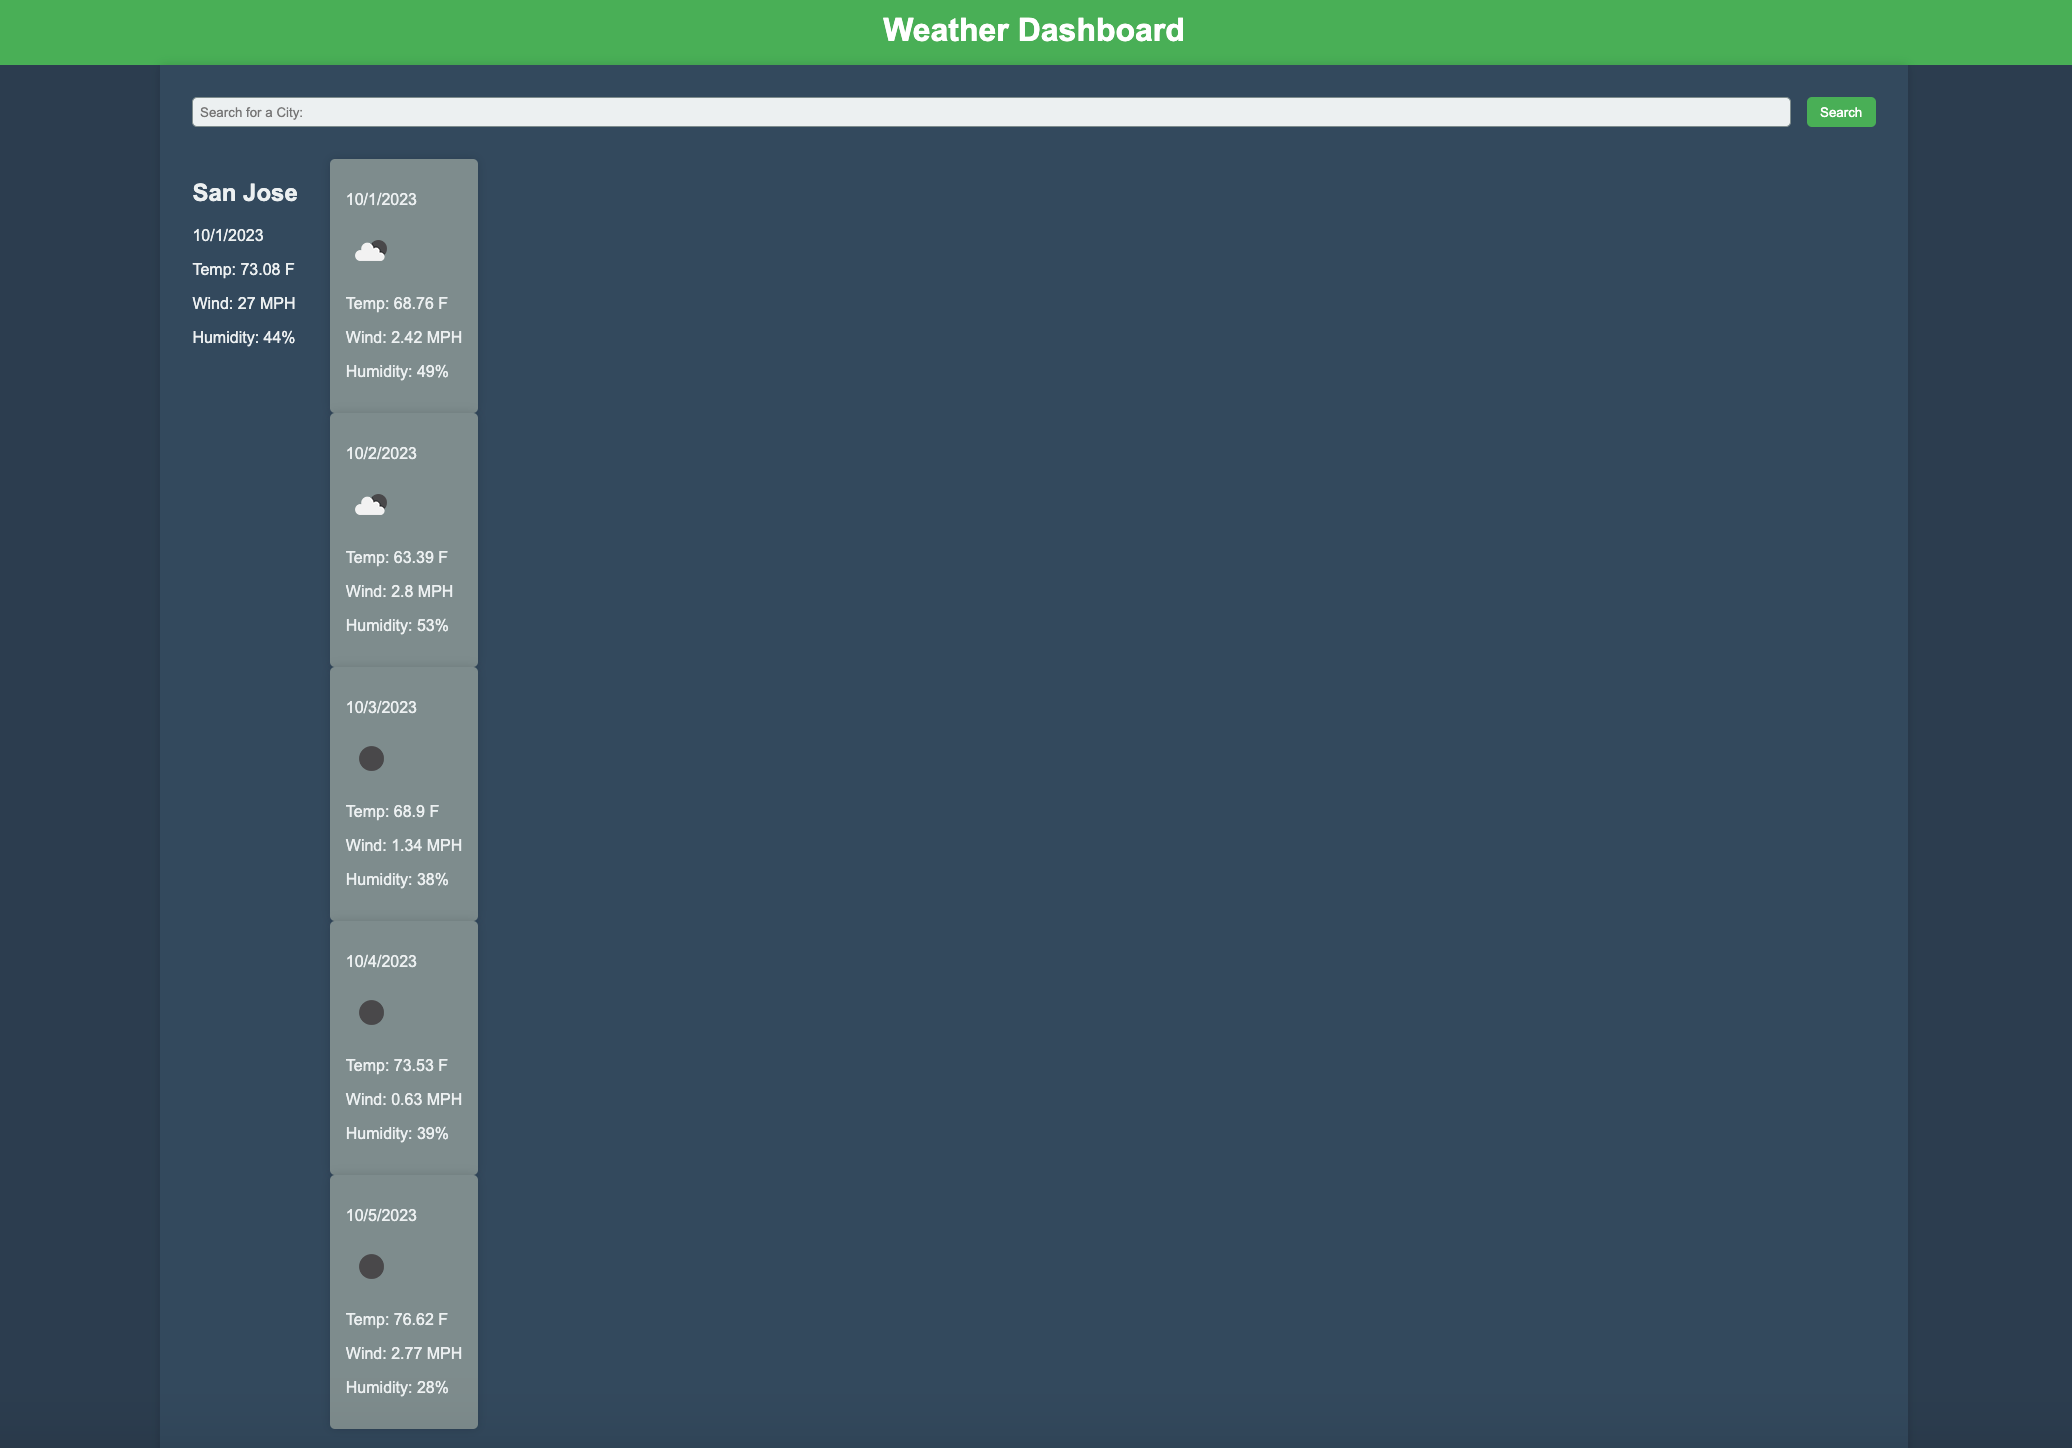 Weather Dashboard
Search for a City:
Search
San Jose
10/1/2023
Temp: 73.08 F
Wind: 27 MPH
Humidity: 44%
10/1/2023
Temp: 68.76 F
Wind: 2.42 MPH
Humidity: 49%
10/2/2023
Temp: 63.39 F
Wind: 2.8 MPH
Humidity: 53%
10/3/2023
Temp: 68.9 F
Wind: 1.34 MPH
Humidity: 38%
10/4/2023
Temp: 73.53 F
Wind: 0.63 MPH
Humidity: 39%
10/5/2023
Temp: 76.62 F
Wind: 2.77 MPH
Humidity: 28%